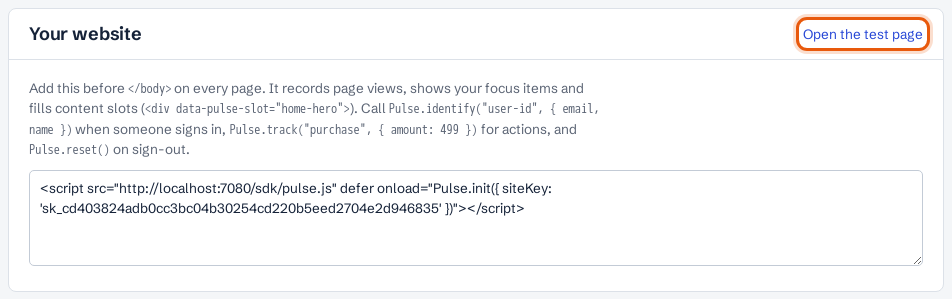 Your website
Open the test page
Add this before </body> on every page. It records page views, shows your focus items and
fills content slots (<div data-pulse-slot="home-hero">). Call Pulse.identify("user-id", { email,
name }) when someone signs in, Pulse.track("purchase", { amount: 499 }) for actions, and
Pulse.reset() on sign-out.
<script src="http://localhost:7080/sdk/pulse.js" defer onload="Pulse.init({ siteKey:
'sk_cd403824adb0cc3bc04b30254cd220b5eed2704e2d946835' })"></script>